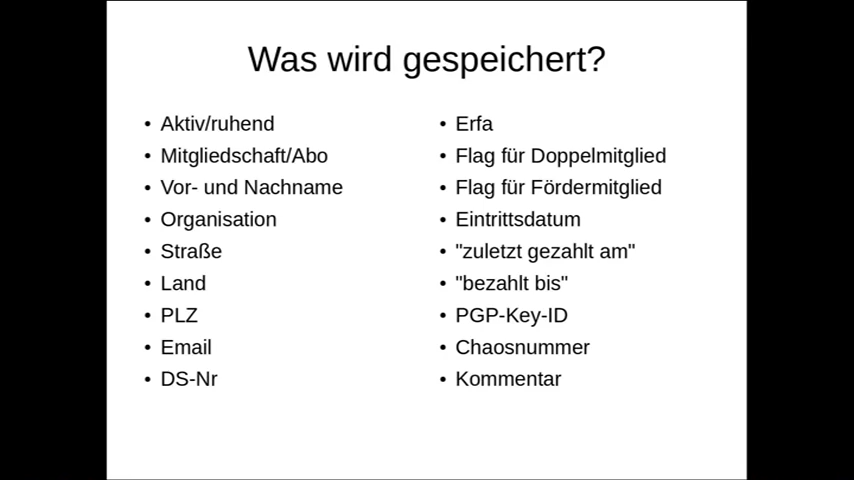 Was wird gespeichert?
• Aktiv/ruhend
• Mitgliedschaft/Abo
• Vor- und Nachname
• Organisation
• Straße
• Land
• PLZ
• Email
• DS-Nr
• Erfa
• Flag für Doppelmitglied
• Flag für Fördermitglied
• Eintrittsdatum
• "zuletzt gezahlt am"
• "bezahlt bis"
• PGP-Key-ID
• Chaosnummer
• Kommentar